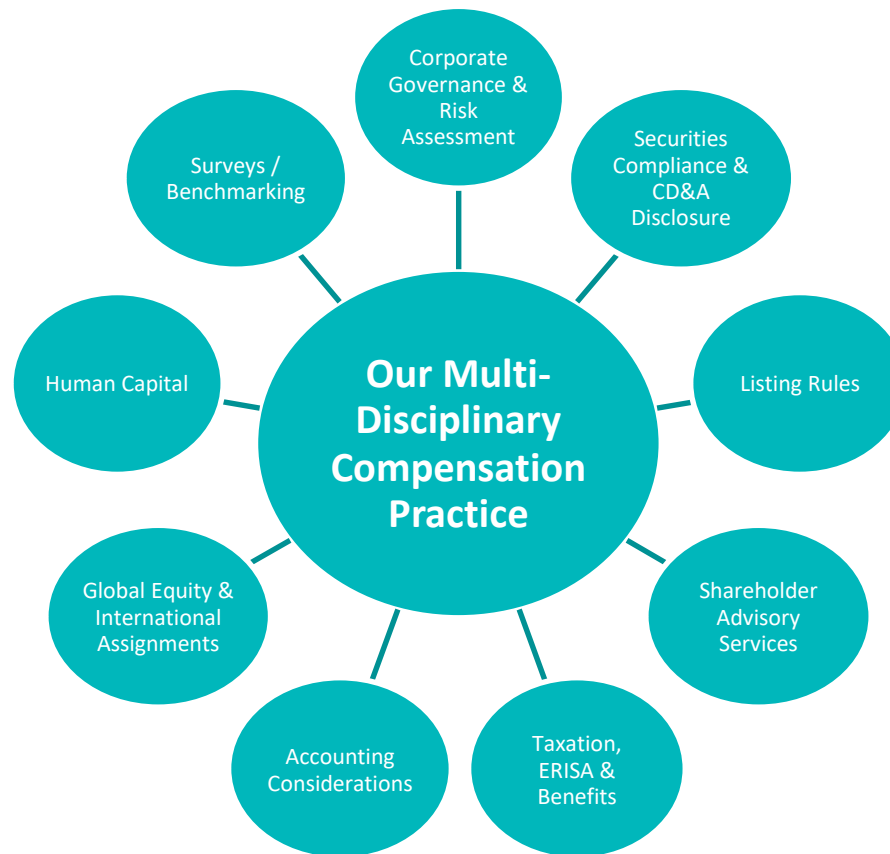 Corporate
Governance &
Risk
Assessment
Securities
Compliance &
CD&A
Disclosure
Listing Rules
Shareholder
Advisory
Services
Taxation,
ERISA &
Benefits
Accounting
Considerations
Global Equity &
International
Assignments
Human Capital
Surveys /
Benchmarking
Our Multi-
Disciplinary
Compensation
Practice